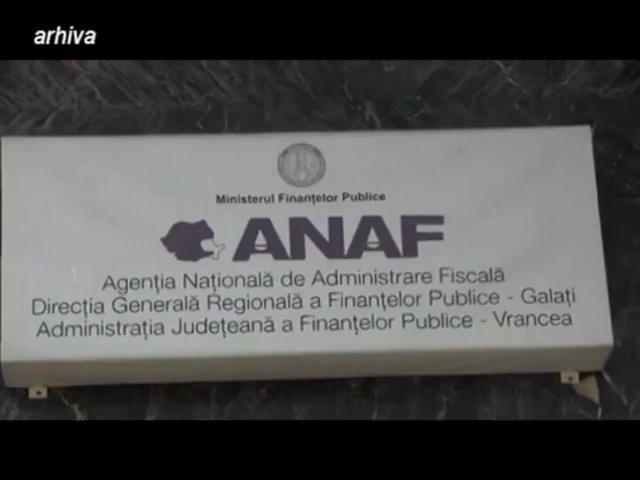 arhiva
Ministerul Finanțelor Publice
ANAF
Agenția Națională de Administrare Fiscală
Direcția Generală Regională a Finanțelor Publice - Galați
Administrația Județeană a Finanțelor Publice - Vrancea